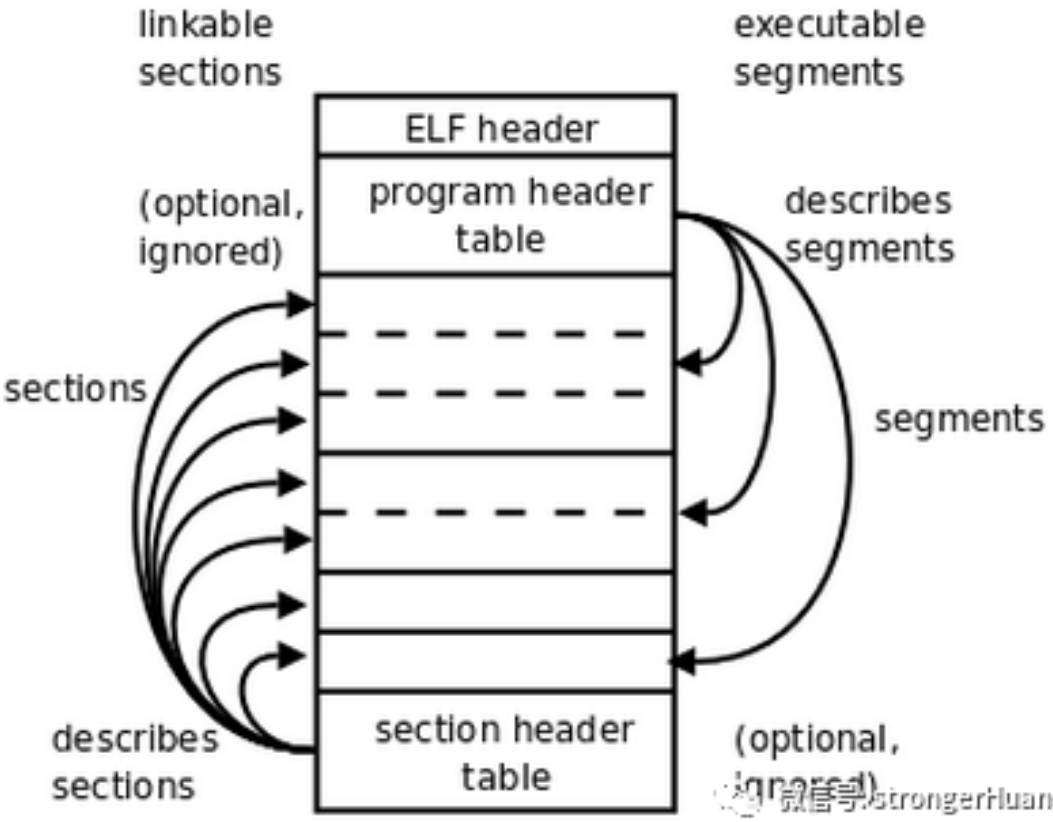 linkable
sections
executable
segments
ELF header
(optional,
ignored)
program header
table
describes
segments
sections
segments
describes
sections
section header
table
(optional,
ignored)
微信号: strongerHuan